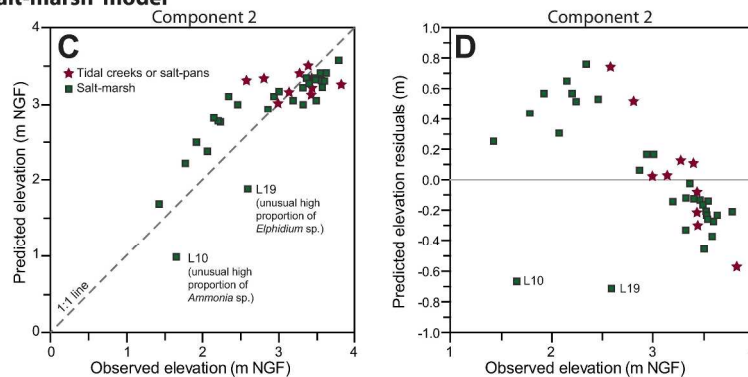 alt-marsh' model
Component 2
C
Tidal creeks or salt-pans
Salt-marsh
L19
(unusual high
proportion of
Elphidium sp.)
L10
(unusual high
proportion of
Ammonia sp.)
1:1 line
Predicted elevation (m NGF)
4
3
2
1
0
0
1
2
3
4
Observed elevation (m NGF)
Component 2
D
Predicted elevation residuals (m)
1.0
0.8
0.6
0.4
0.2
0.0
-0.2
-0.4
-0.6
-0.8
-1.0
L10
L19
1
2
3
Observed elevation (m NGF)